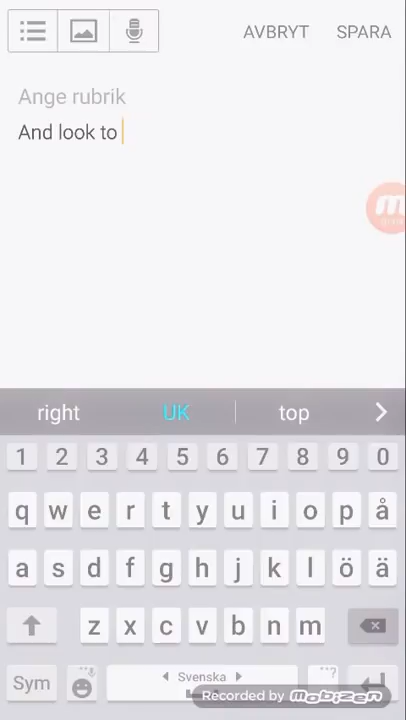 AVBRYT SPARA
Ange rubrik
And look to
right UK top
1 2 3 4 5 6 7 8 9 0
q w e r t y u i o p å
a s d f g h j k l ö ä
z x c v b n m
Sym Svenska ?
Recorded by Mobizen